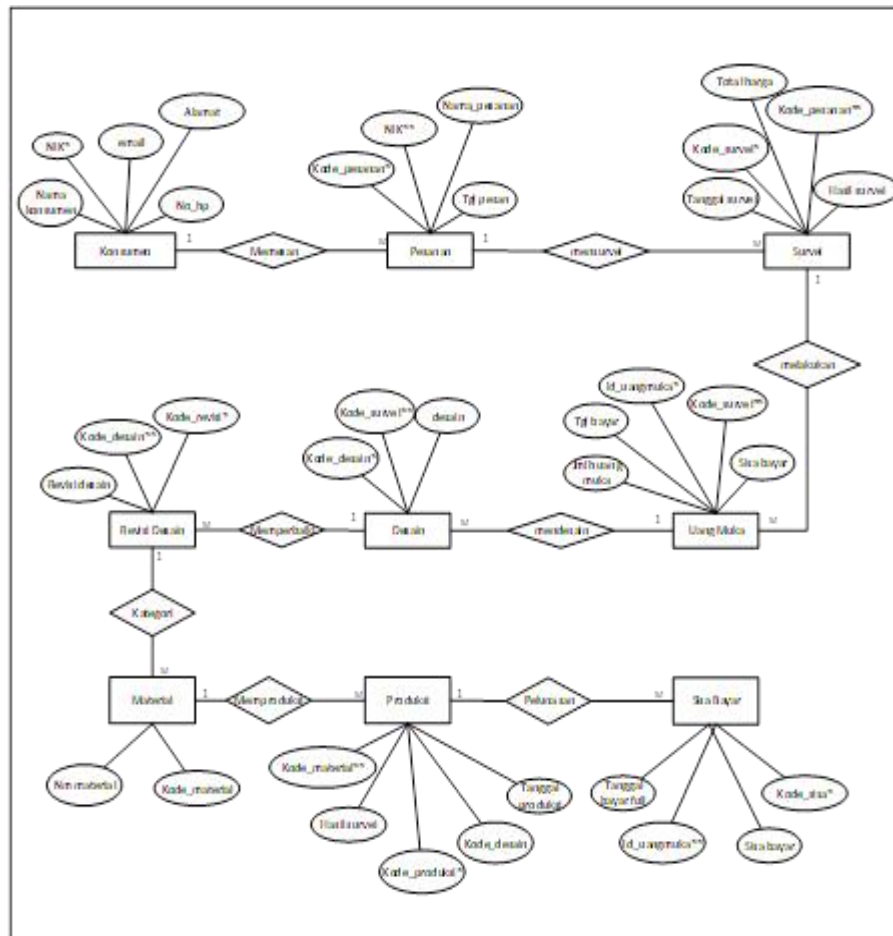 Total harga
Alamat
Nama_pesanan
Kode_pesanan**
NIK*
email
NIK**
Kode_survei*
Kode_pesanan*
Nama
konsumen
No_hp
Tgl pesan
Tanggal survei
Hasil survei
1
M
1
M
Konsumen
Memesan
Pesanan
mensurvei
Survei
1
melakukan
Id_uangmuka*
Kode_revisi*
Kode_survei**
desain
Kode_survei**
Kode_desain**
Tgl bayar
Kode_desain*
Revisi desain
Jml uang
muka
Sisa bayar
M
1
M
1
M
Revisi Desain
Memperbaiki
Desain
mendesain
Uang Muka
1
Kategori
M
1
M
1
M
Material
Memproduksi
Produksi
Pelunasan
Sisa Bayar
Kode_material**
Nm material
Kode_material
Tanggal
produksi
Tanggal
bayar full
Kode_sisa*
Hasil survei
Kode_desain
Id_uangmuka**
Sisa bayar
Kode_produksi*